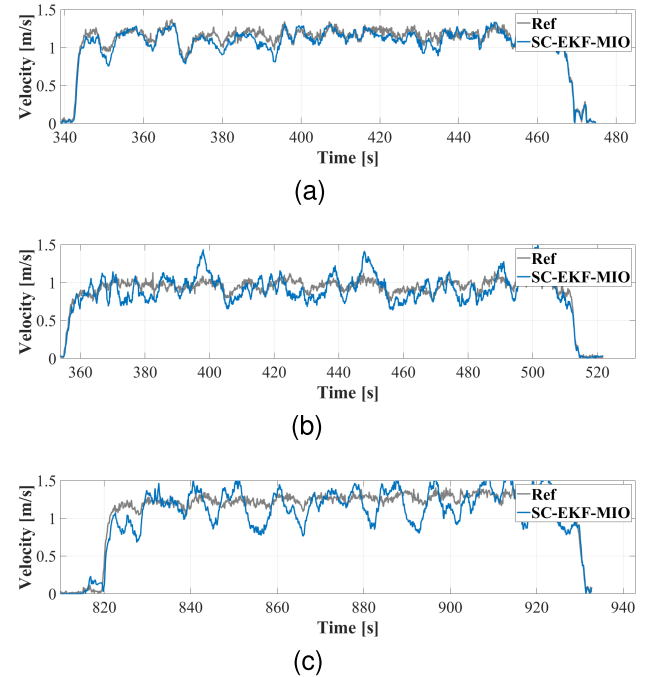 1.5
1
0.5
0
Velocity [m/s]
Ref
SC-EKF-MIO
340 360 380 400 420 440 460 480
Time [s]
(a)
1.5
1
0.5
0
Velocity [m/s]
Ref
SC-EKF-MIO
360 380 400 420 440 460 480 500 520
Time [s]
(b)
1.5
1
0.5
0
Velocity [m/s]
Ref
SC-EKF-MIO
820 840 860 880 900 920 940
Time [s]
(c)